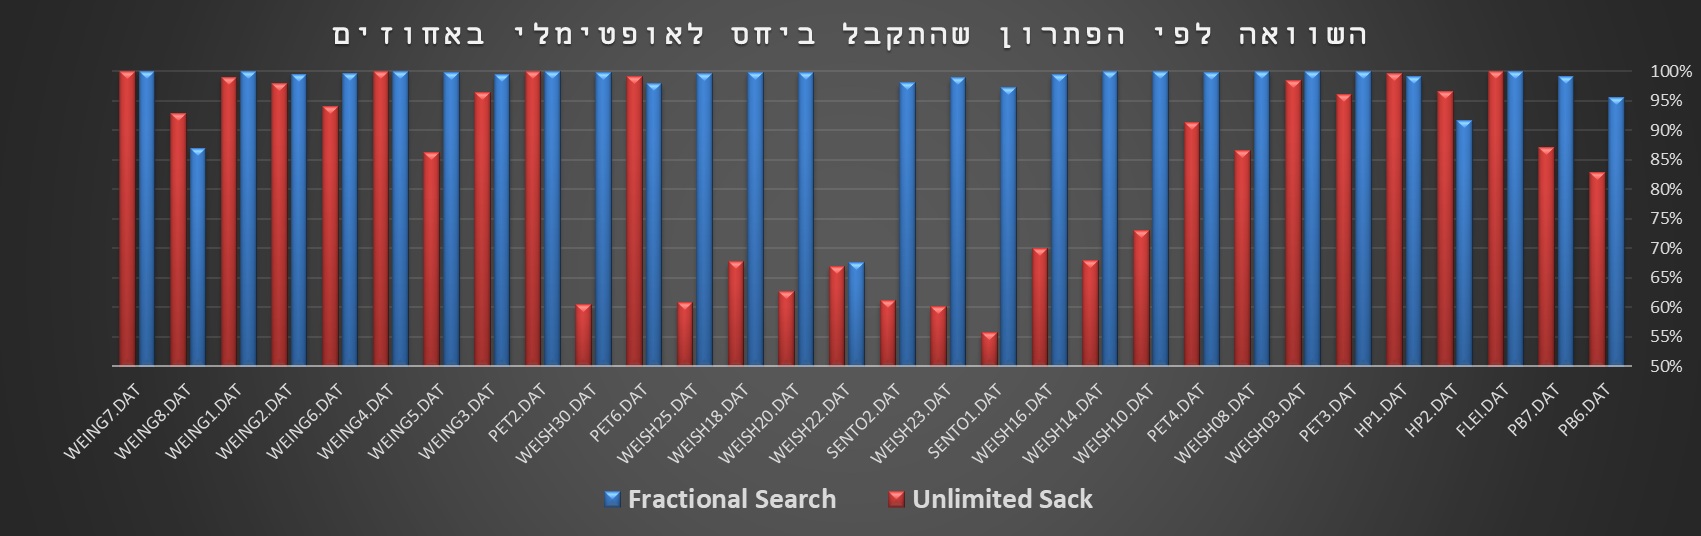 השוואה לפי הפתרון שהתקבל ביחס לאופטימלי באחוזים
100%
95%
90%
85%
80%
75%
70%
65%
60%
55%
50%
WEING7.DAT
WEING8.DAT
WEING1.DAT
WEING2.DAT
WEING6.DAT
WEING4.DAT
WEING5.DAT
WEING3.DAT
PET2.DAT
WEISH30.DAT
PET6.DAT
WEISH25.DAT
WEISH18.DAT
WEISH20.DAT
WEISH22.DAT
SENTO2.DAT
WEISH23.DAT
SENTO1.DAT
WEISH16.DAT
WEISH14.DAT
WEISH10.DAT
PET4.DAT
WEISH08.DAT
WEISH03.DAT
PET3.DAT
HP1.DAT
HP2.DAT
FLEI.DAT
PB7.DAT
PB6.DAT
Fractional Search
Unlimited Sack